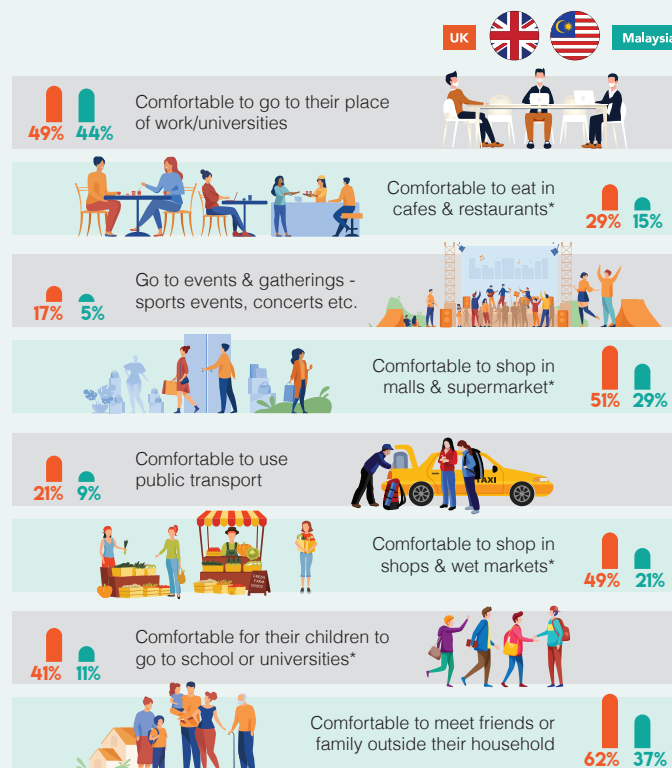 UK Malaysia
49% 44%
Comfortable to go to their place
of work/universities
Comfortable to eat in
cafes & restaurants*
29% 15%
17% 5%
Go to events & gatherings -
sports events, concerts etc.
Comfortable to shop in
malls & supermarket*
51% 29%
21% 9%
Comfortable to use
public transport
TAXI
FRESH
FARM
GOODS
Comfortable to shop in
shops & wet markets*
49% 21%
41% 11%
Comfortable for their children to
go to school or universities*
Comfortable to meet friends or
family outside their household
62% 37%